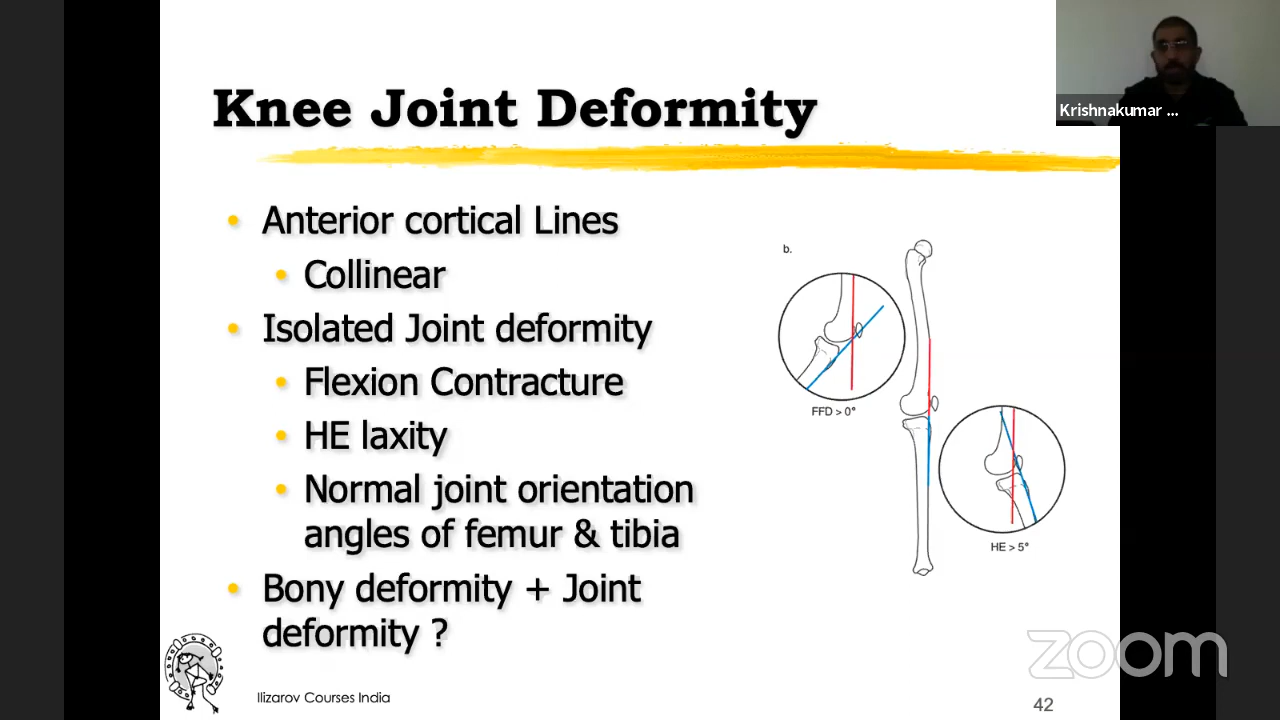 Krishnakumar ...
Knee Joint Deformity
• Anterior cortical Lines
• Collinear
• Isolated Joint deformity
• Flexion Contracture
• HE laxity
• Normal joint orientation
angles of femur & tibia
• Bony deformity + Joint
deformity ?
b.
FFD > 0°
HE > 5°
Ilizarov Courses India
zoom
42